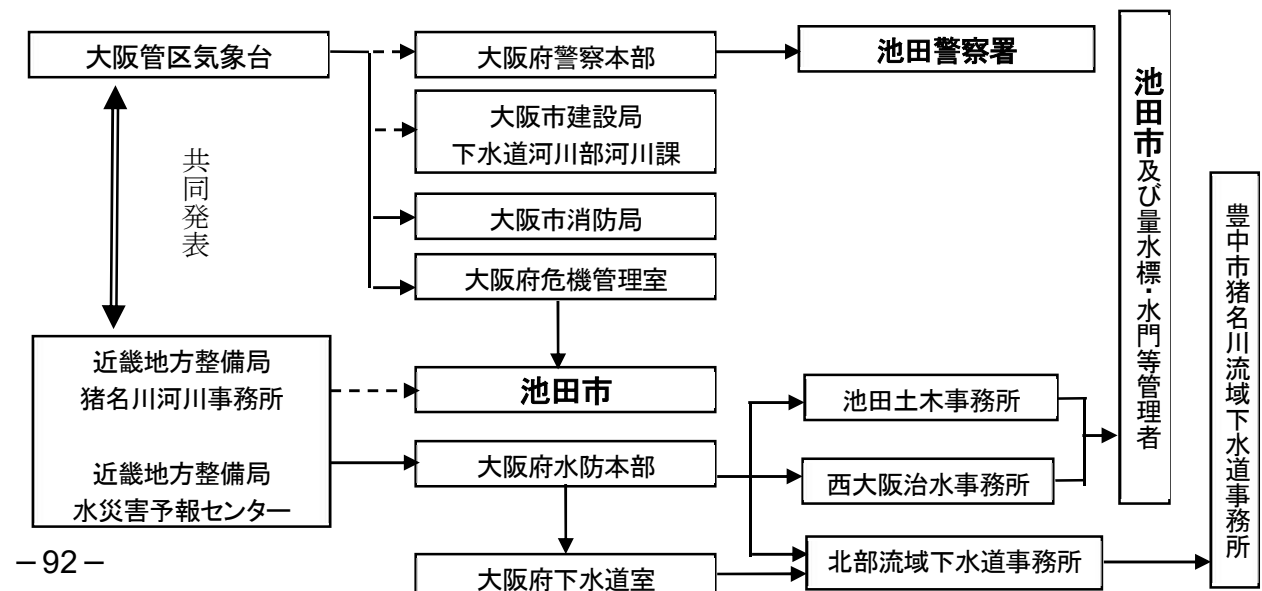 大阪管区気象台
大阪府警察本部
池田警察署
大阪市建設局
下水道河川部河川課
共同発表
大阪市消防局
大阪府危機管理室
近畿地方整備局
猪名川河川事務所
近畿地方整備局
水災害予報センター
池田市
大阪府水防本部
大阪府下水道室
池田土木事務所
西大阪治水事務所
北部流域下水道事務所
池田市及び量水標・水門等管理者
豊中市猪名川流域下水道事務所
－92－